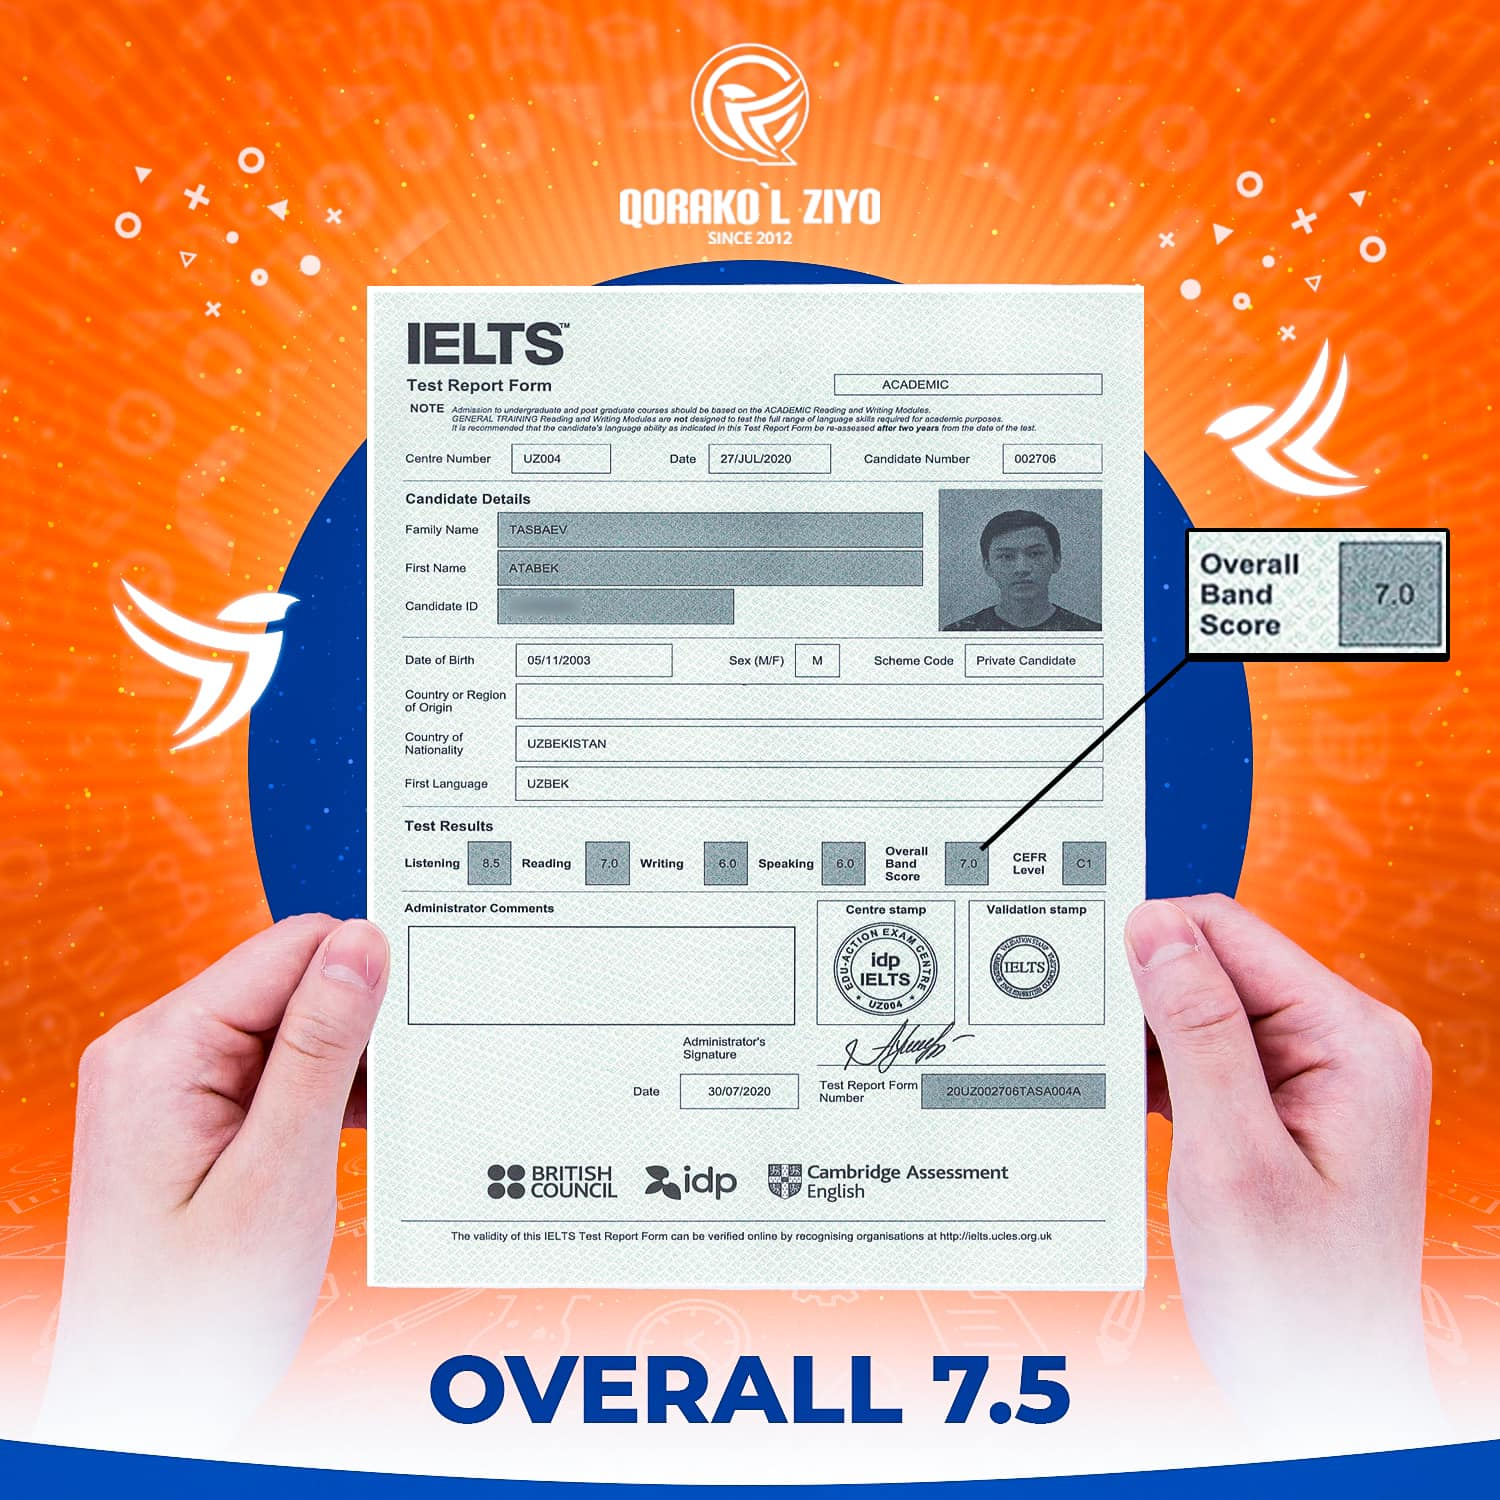 QORAKO`L ZIYO
SINCE 2012
IELTS™
Test Report Form
ACADEMIC
NOTE Admission to undergraduate and post graduate courses should be based on the ACADEMIC Reading and Writing Modules.
GENERAL TRAINING Reading and Writing Modules are not designed to test the full range of language skills required for academic purposes.
It is recommended that the candidate's language ability as indicated in this Test Report Form be re-assessed after two years from the date of the test.
Centre Number UZ004 Date 27/JUL/2020 Candidate Number 002706
Candidate Details
Family Name TASBAEV
First Name ATABEK
Candidate ID
Overall
Band
Score
7.0
Date of Birth 05/11/2003 Sex (M/F) M Scheme Code Private Candidate
Country or Region
of Origin
Country of
Nationality
UZBEKISTAN
First Language UZBEK
Test Results
Listening 8.5 Reading 7.0 Writing 6.0 Speaking 6.0
Overall
Band
Score
7.0
CEFR
Level
C1
Administrator Comments
Centre stamp
EDU-ACTION EXAM CENTRE
idp
IELTS
UZ004
Validation stamp
IELTS
Administrator's
Signature
Date 30/07/2020
Test Report Form
Number
20UZ002706TASA004A
BRITISH
COUNCIL
idp
Cambridge Assessment
English
The validity of this IELTS Test Report Form can be verified online by recognising organisations at http://ielts.ucles.org.uk
OVERALL 7.5